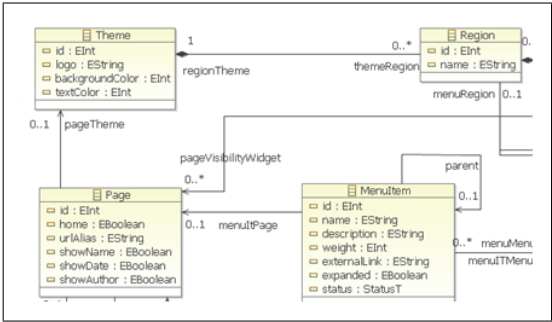 Theme
id : EInt
logo : EString
backgroundColor : EInt
textColor : EInt
1
regionTheme
0..*
themeRegion
Region
id : EInt
name : EString
0.
menuRegion
0..1
0..1
pageTheme
pageVisibilityWidget
0..*
parent
0..1
Page
id : EInt
home : EBoolean
urlAlias : EString
showName : EBoolean
showDate : EBoolean
showAuthor : EBoolean
0..1
menuItPage
MenuItem
id : EInt
name : EString
description : EString
weight : EInt
externalLink : EString
expanded : EBoolean
status : StatusT
0..*
menuMenu
menuITMenu